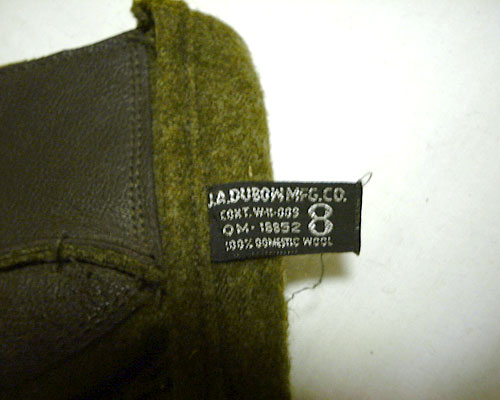 J.A.DUBOW MFG.CO.
CONT. W-11-009
QM- 18852 8
100% DOMESTIC WOOL